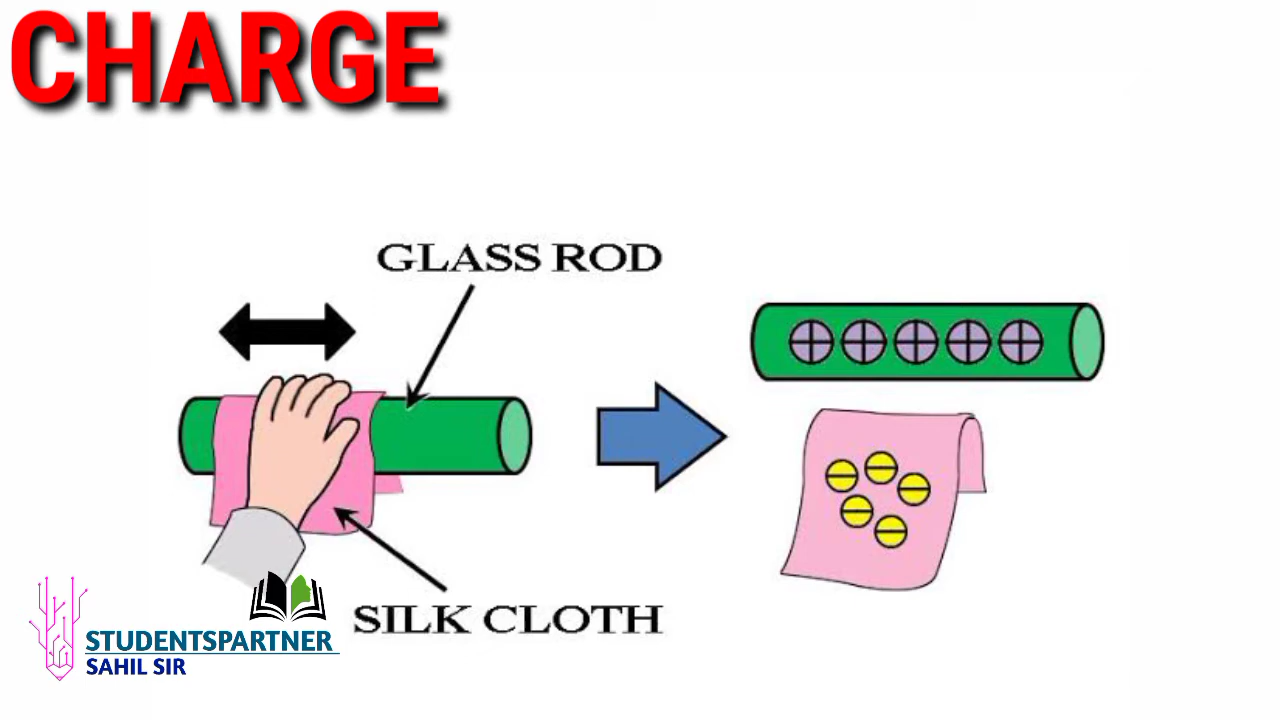 CHARGE
GLASS ROD
SILK CLOTH
STUDENTSPARTNER
SAHIL SIR